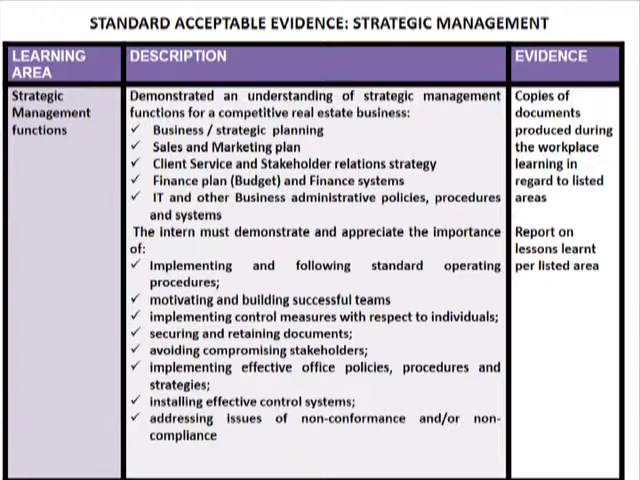 STANDARD ACCEPTABLE EVIDENCE: STRATEGIC MANAGEMENT
LEARNING AREA
DESCRIPTION
EVIDENCE
Strategic
Management
functions
Demonstrated an understanding of strategic management
functions for a competitive real estate business:
✓ Business / strategic planning
✓ Sales and Marketing plan
✓ Client Service and Stakeholder relations strategy
✓ Finance plan (Budget) and Finance systems
✓ IT and other Business administrative policies, procedures
and systems
The intern must demonstrate and appreciate the importance
of:
✓ Implementing and following standard operating
procedures;
✓ motivating and building successful teams
✓ implementing control measures with respect to individuals;
✓ securing and retaining documents;
✓ avoiding compromising stakeholders;
✓ implementing effective office policies, procedures and
strategies;
✓ installing effective control systems;
✓ addressing issues of non-conformance and/or non-
compliance
Copies of
documents
produced during
the workplace
learning in
regard to listed
areas
Report on
lessons learnt
per listed area